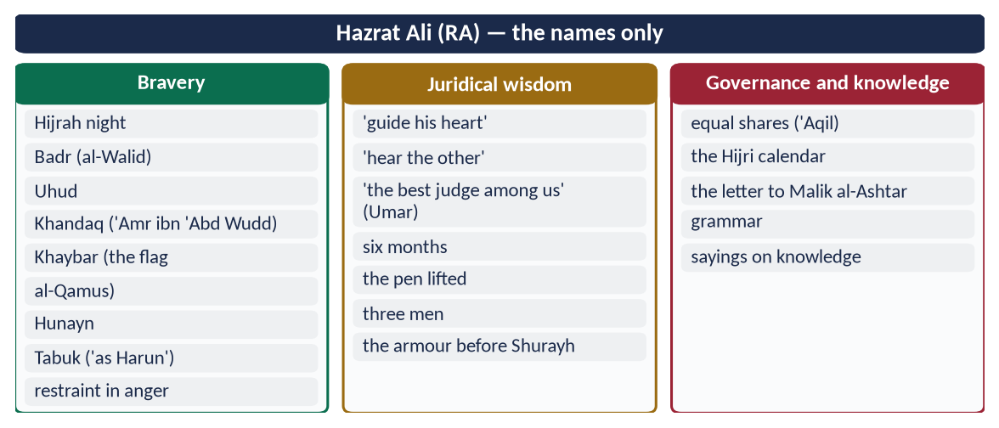 Hazrat Ali (RA) — the names only
Bravery
Hijrah night
Badr (al-Walid)
Uhud
Khandaq ('Amr ibn 'Abd Wudd)
Khaybar (the flag
al-Qamus)
Hunayn
Tabuk ('as Harun')
restraint in anger
Juridical wisdom
'guide his heart'
'hear the other'
'the best judge among us'
(Umar)
six months
the pen lifted
three men
the armour before Shurayh
Governance and knowledge
equal shares ('Aqil)
the Hijri calendar
the letter to Malik al-Ashtar
grammar
sayings on knowledge